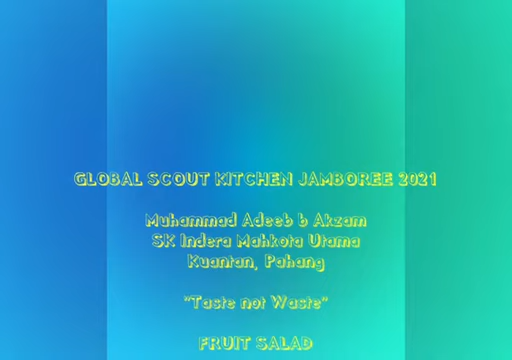 GLOBAL SCOUT KITCHEN JAMBOREE 2021
Muhammad Adeeb b Akzam
SK Indera Mahkota Utama
Kuantan, Pahang
"Taste not Waste"
FRUIT SALAD